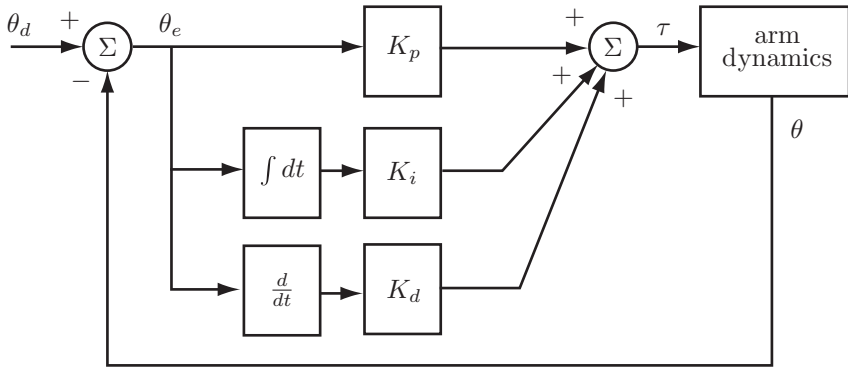 θ_d
+
Σ
−
θ_e
K_p
+
+
+
Σ
τ
arm
dynamics
θ
∫ dt
K_i
d/dt
K_d